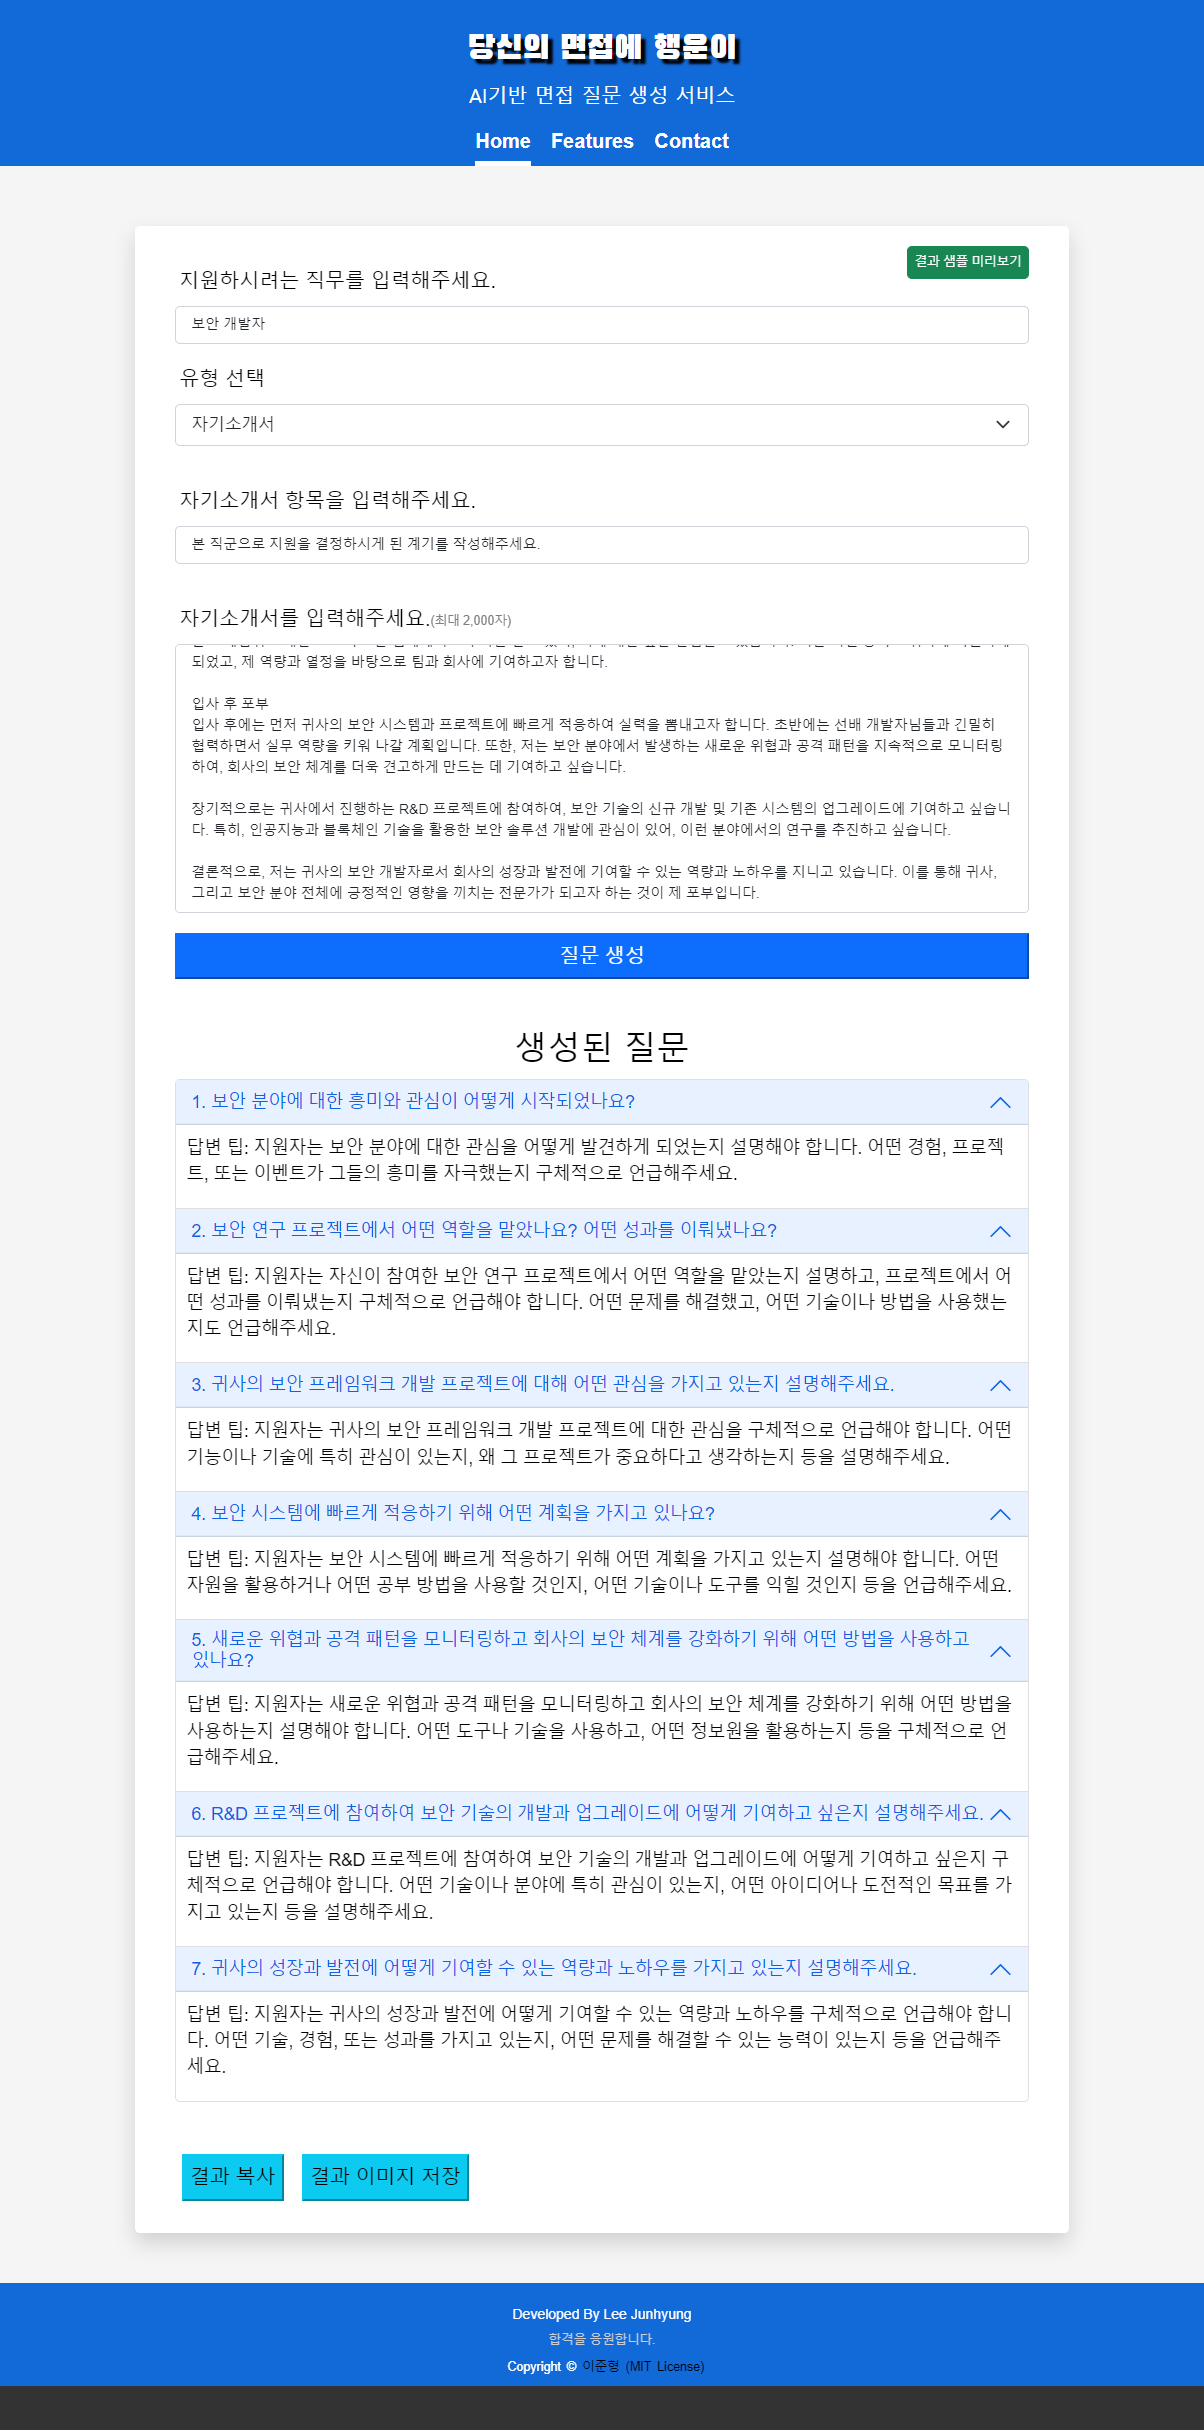 당신의 면접에 행운이
AI기반 면접 질문 생성 서비스
Home Features Contact
결과 샘플 미리보기
지원하시려는 직무를 입력해주세요.
보안 개발자
유형 선택
자기소개서
자기소개서 항목을 입력해주세요.
본 직군으로 지원을 결정하시게 된 계기를 작성해주세요.
자기소개서를 입력해주세요.(최대 2,000자)
되었고, 제 역량과 열정을 바탕으로 팀과 회사에 기여하고자 합니다.
입사 후 포부
입사 후에는 먼저 귀사의 보안 시스템과 프로젝트에 빠르게 적응하여 실력을 뽐내고자 합니다. 초반에는 선배 개발자님들과 긴밀히
협력하면서 실무 역량을 키워 나갈 계획입니다. 또한, 저는 보안 분야에서 발생하는 새로운 위협과 공격 패턴을 지속적으로 모니터링
하여, 회사의 보안 체계를 더욱 견고하게 만드는 데 기여하고 싶습니다.
장기적으로는 귀사에서 진행하는 R&D 프로젝트에 참여하여, 보안 기술의 신규 개발 및 기존 시스템의 업그레이드에 기여하고 싶습니
다. 특히, 인공지능과 블록체인 기술을 활용한 보안 솔루션 개발에 관심이 있어, 이런 분야에서의 연구를 추진하고 싶습니다.
결론적으로, 저는 귀사의 보안 개발자로서 회사의 성장과 발전에 기여할 수 있는 역량과 노하우를 지니고 있습니다. 이를 통해 귀사,
그리고 보안 분야 전체에 긍정적인 영향을 끼치는 전문가가 되고자 하는 것이 제 포부입니다.
질문 생성
생성된 질문
1. 보안 분야에 대한 흥미와 관심이 어떻게 시작되었나요?
답변 팁: 지원자는 보안 분야에 대한 관심을 어떻게 발견하게 되었는지 설명해야 합니다. 어떤 경험, 프로젝
트, 또는 이벤트가 그들의 흥미를 자극했는지 구체적으로 언급해주세요.
2. 보안 연구 프로젝트에서 어떤 역할을 맡았나요? 어떤 성과를 이뤄냈나요?
답변 팁: 지원자는 자신이 참여한 보안 연구 프로젝트에서 어떤 역할을 맡았는지 설명하고, 프로젝트에서 어
떤 성과를 이뤄냈는지 구체적으로 언급해야 합니다. 어떤 문제를 해결했고, 어떤 기술이나 방법을 사용했는
지도 언급해주세요.
3. 귀사의 보안 프레임워크 개발 프로젝트에 대해 어떤 관심을 가지고 있는지 설명해주세요.
답변 팁: 지원자는 귀사의 보안 프레임워크 개발 프로젝트에 대한 관심을 구체적으로 언급해야 합니다. 어떤
기능이나 기술에 특히 관심이 있는지, 왜 그 프로젝트가 중요하다고 생각하는지 등을 설명해주세요.
4. 보안 시스템에 빠르게 적응하기 위해 어떤 계획을 가지고 있나요?
답변 팁: 지원자는 보안 시스템에 빠르게 적응하기 위해 어떤 계획을 가지고 있는지 설명해야 합니다. 어떤
자원을 활용하거나 어떤 공부 방법을 사용할 것인지, 어떤 기술이나 도구를 익힐 것인지 등을 언급해주세요.
5. 새로운 위협과 공격 패턴을 모니터링하고 회사의 보안 체계를 강화하기 위해 어떤 방법을 사용하고
있나요?
답변 팁: 지원자는 새로운 위협과 공격 패턴을 모니터링하고 회사의 보안 체계를 강화하기 위해 어떤 방법을
사용하는지 설명해야 합니다. 어떤 도구나 기술을 사용하고, 어떤 정보원을 활용하는지 등을 구체적으로 언
급해주세요.
6. R&D 프로젝트에 참여하여 보안 기술의 개발과 업그레이드에 어떻게 기여하고 싶은지 설명해주세요.
답변 팁: 지원자는 R&D 프로젝트에 참여하여 보안 기술의 개발과 업그레이드에 어떻게 기여하고 싶은지 구
체적으로 언급해야 합니다. 어떤 기술이나 분야에 특히 관심이 있는지, 어떤 아이디어나 도전적인 목표를 가
지고 있는지 등을 설명해주세요.
7. 귀사의 성장과 발전에 어떻게 기여할 수 있는 역량과 노하우를 가지고 있는지 설명해주세요.
답변 팁: 지원자는 귀사의 성장과 발전에 어떻게 기여할 수 있는 역량과 노하우를 구체적으로 언급해야 합니
다. 어떤 기술, 경험, 또는 성과를 가지고 있는지, 어떤 문제를 해결할 수 있는 능력이 있는지 등을 언급해주
세요.
결과 복사 결과 이미지 저장
Developed By Lee Junhyung
합격을 응원합니다.
Copyright © 이준형 (MIT License)